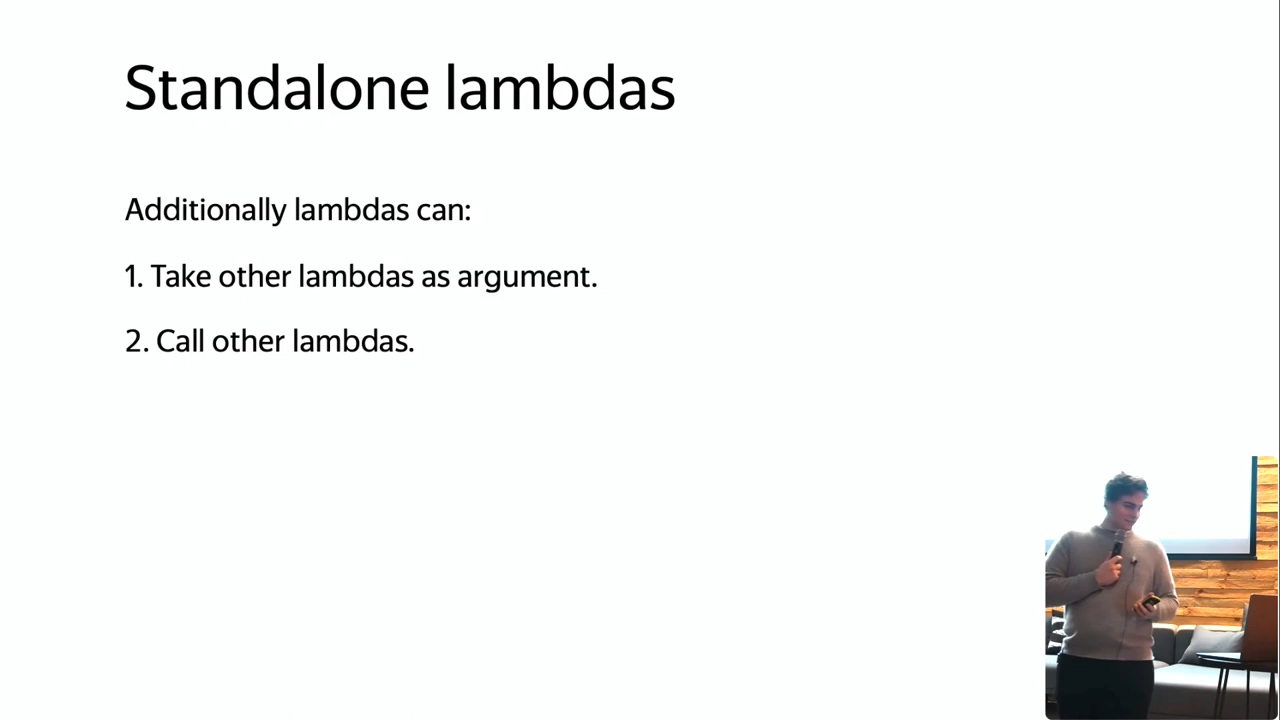 Standalone lambdas
Additionally lambdas can:
1. Take other lambdas as argument.
2. Call other lambdas.